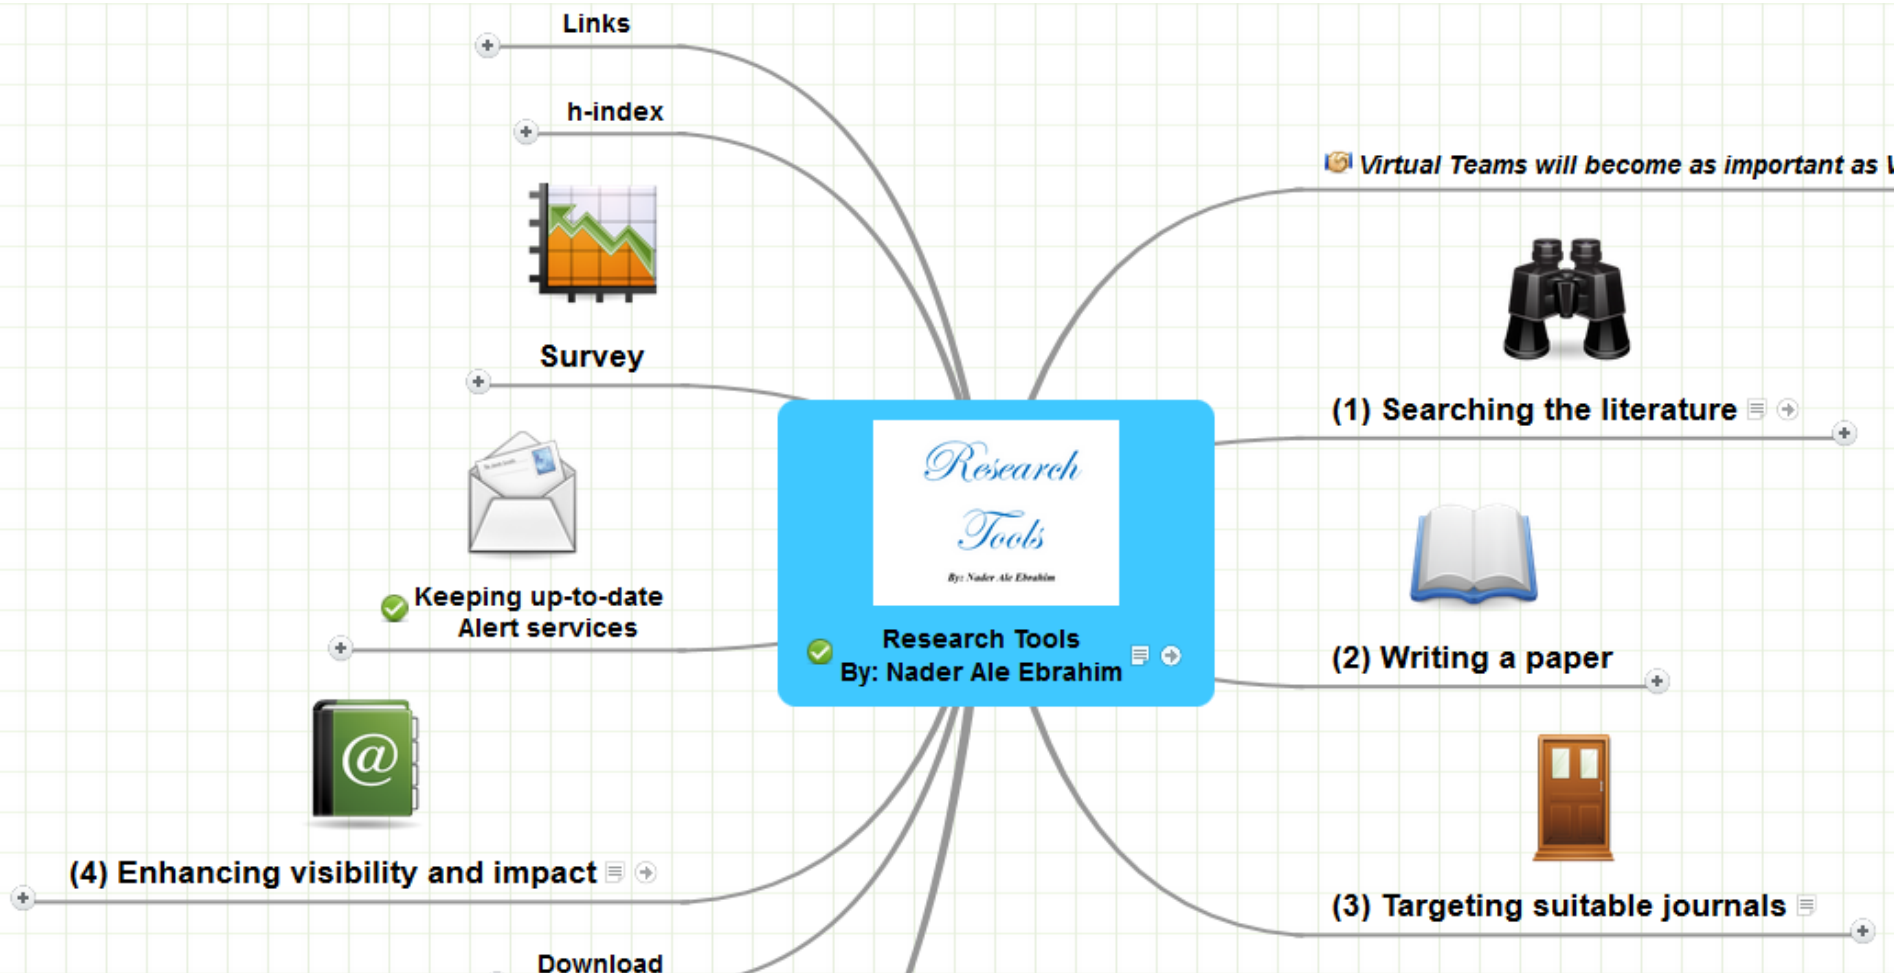 Links
h-index
Survey
Keeping up-to-date
Alert services
(4) Enhancing visibility and impact
Download
Research
Tools
By: Nader Ale Ebrahim
Research Tools
By: Nader Ale Ebrahim
Virtual Teams will become as important as
(1) Searching the literature
(2) Writing a paper
(3) Targeting suitable journals
@